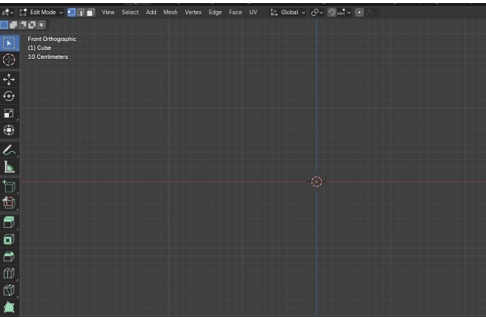 Edit Mode View Select Add Mesh Vertex Edge Face UV Global
Front Orthographic
(1) Cube
10 Centimeters